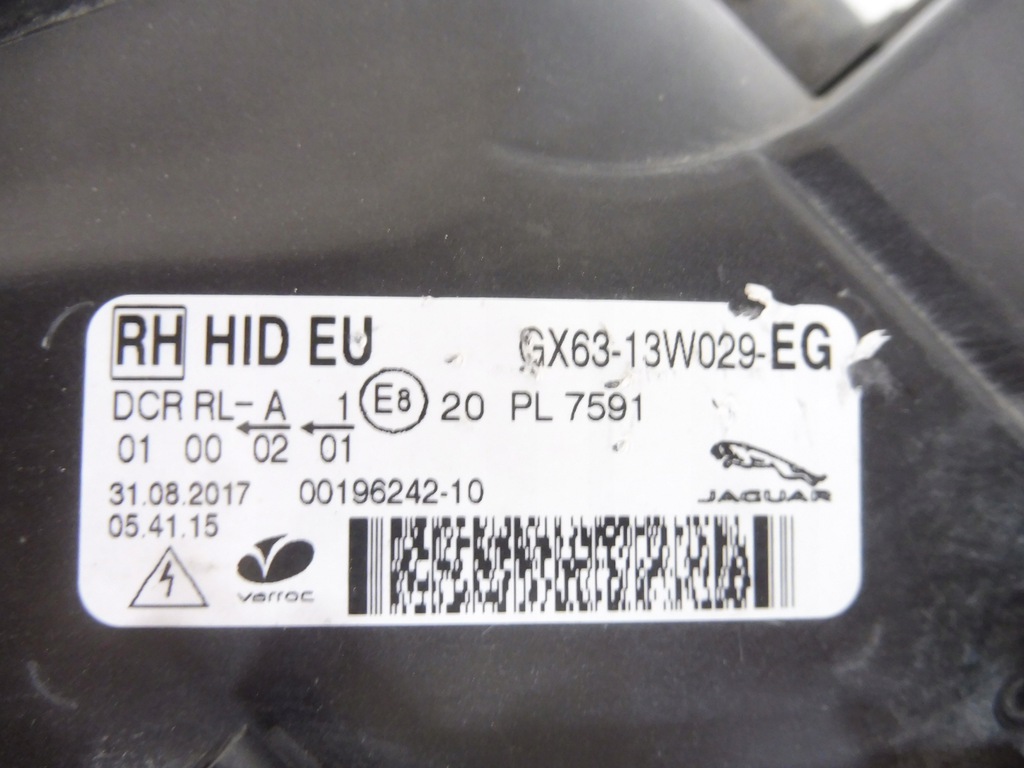 RH HID EU GX63-13W029-EG
DCR RL-A 1 E8 20 PL 7591
01 00 02 01
31.08.2017 00196242-10
05.41.15
JAGUAR
varroc